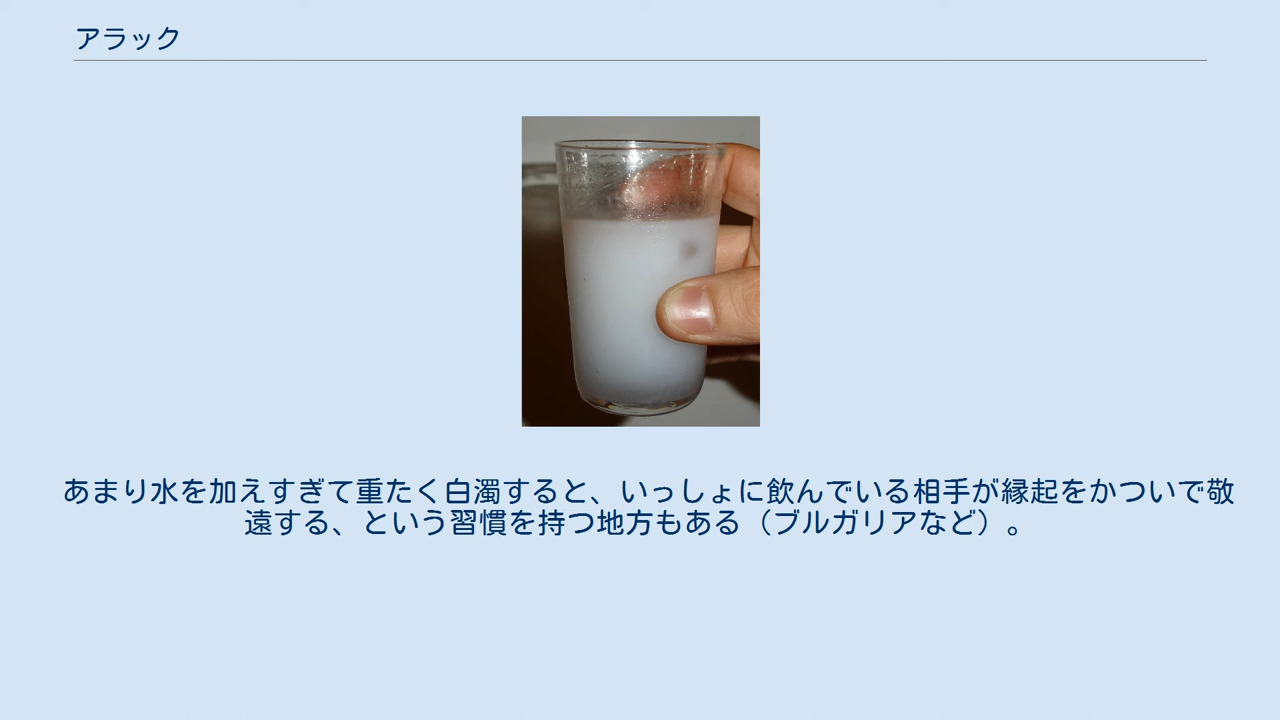 アラック
あまり水を加えすぎて重たく白濁すると、いっしょに飲んでいる相手が縁起をかついで敬
遠する、という習慣を持つ地方もある（ブルガリアなど）。